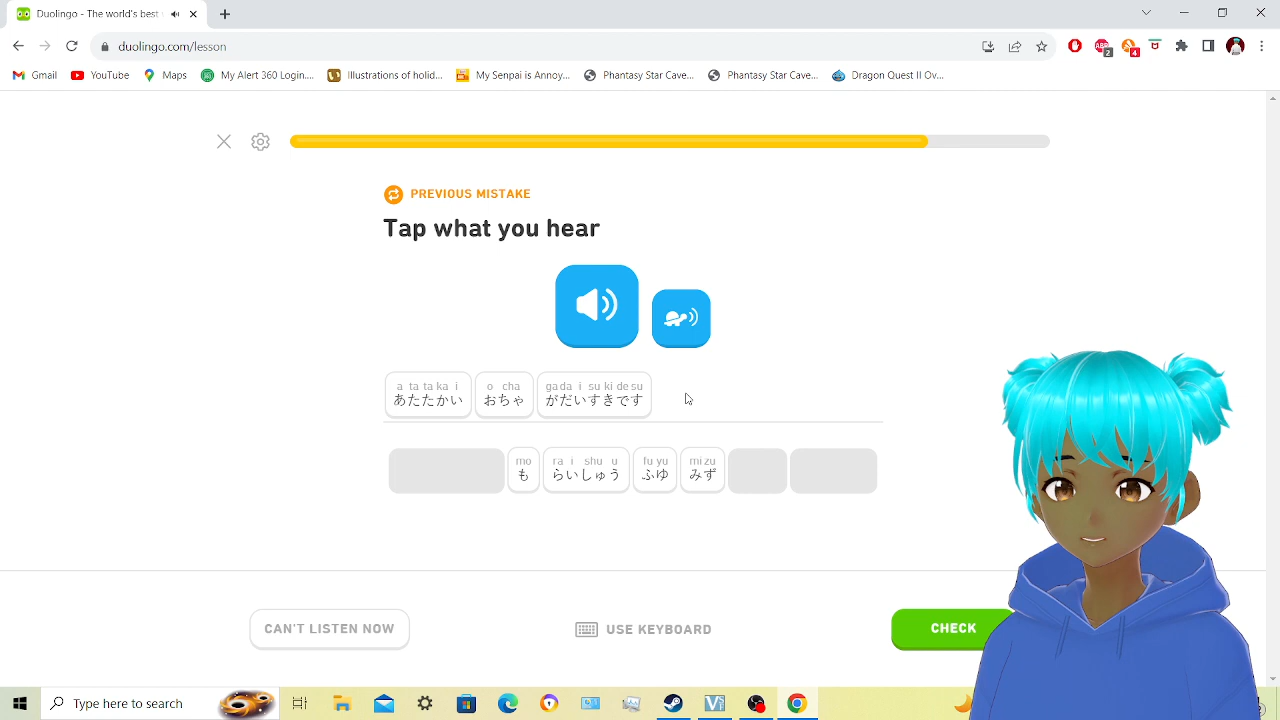 Duolingo - The world's best
duolingo.com/lesson
2
4
Gmail
YouTube
Maps
My Alert 360 Login...
Illustrations of holid...
My Senpai is Annoy...
Phantasy Star Cave...
Phantasy Star Cave...
Dragon Quest II Ov...
PREVIOUS MISTAKE
Tap what you hear
a ta ta ka i
あたたかい
o cha
おちゃ
ga da i su ki de su
がだいすきです
mo
も
ra i shu u
らいしゅう
fu yu
ふゆ
mi zu
みず
CAN'T LISTEN NOW
USE KEYBOARD
CHECK
Type here to search